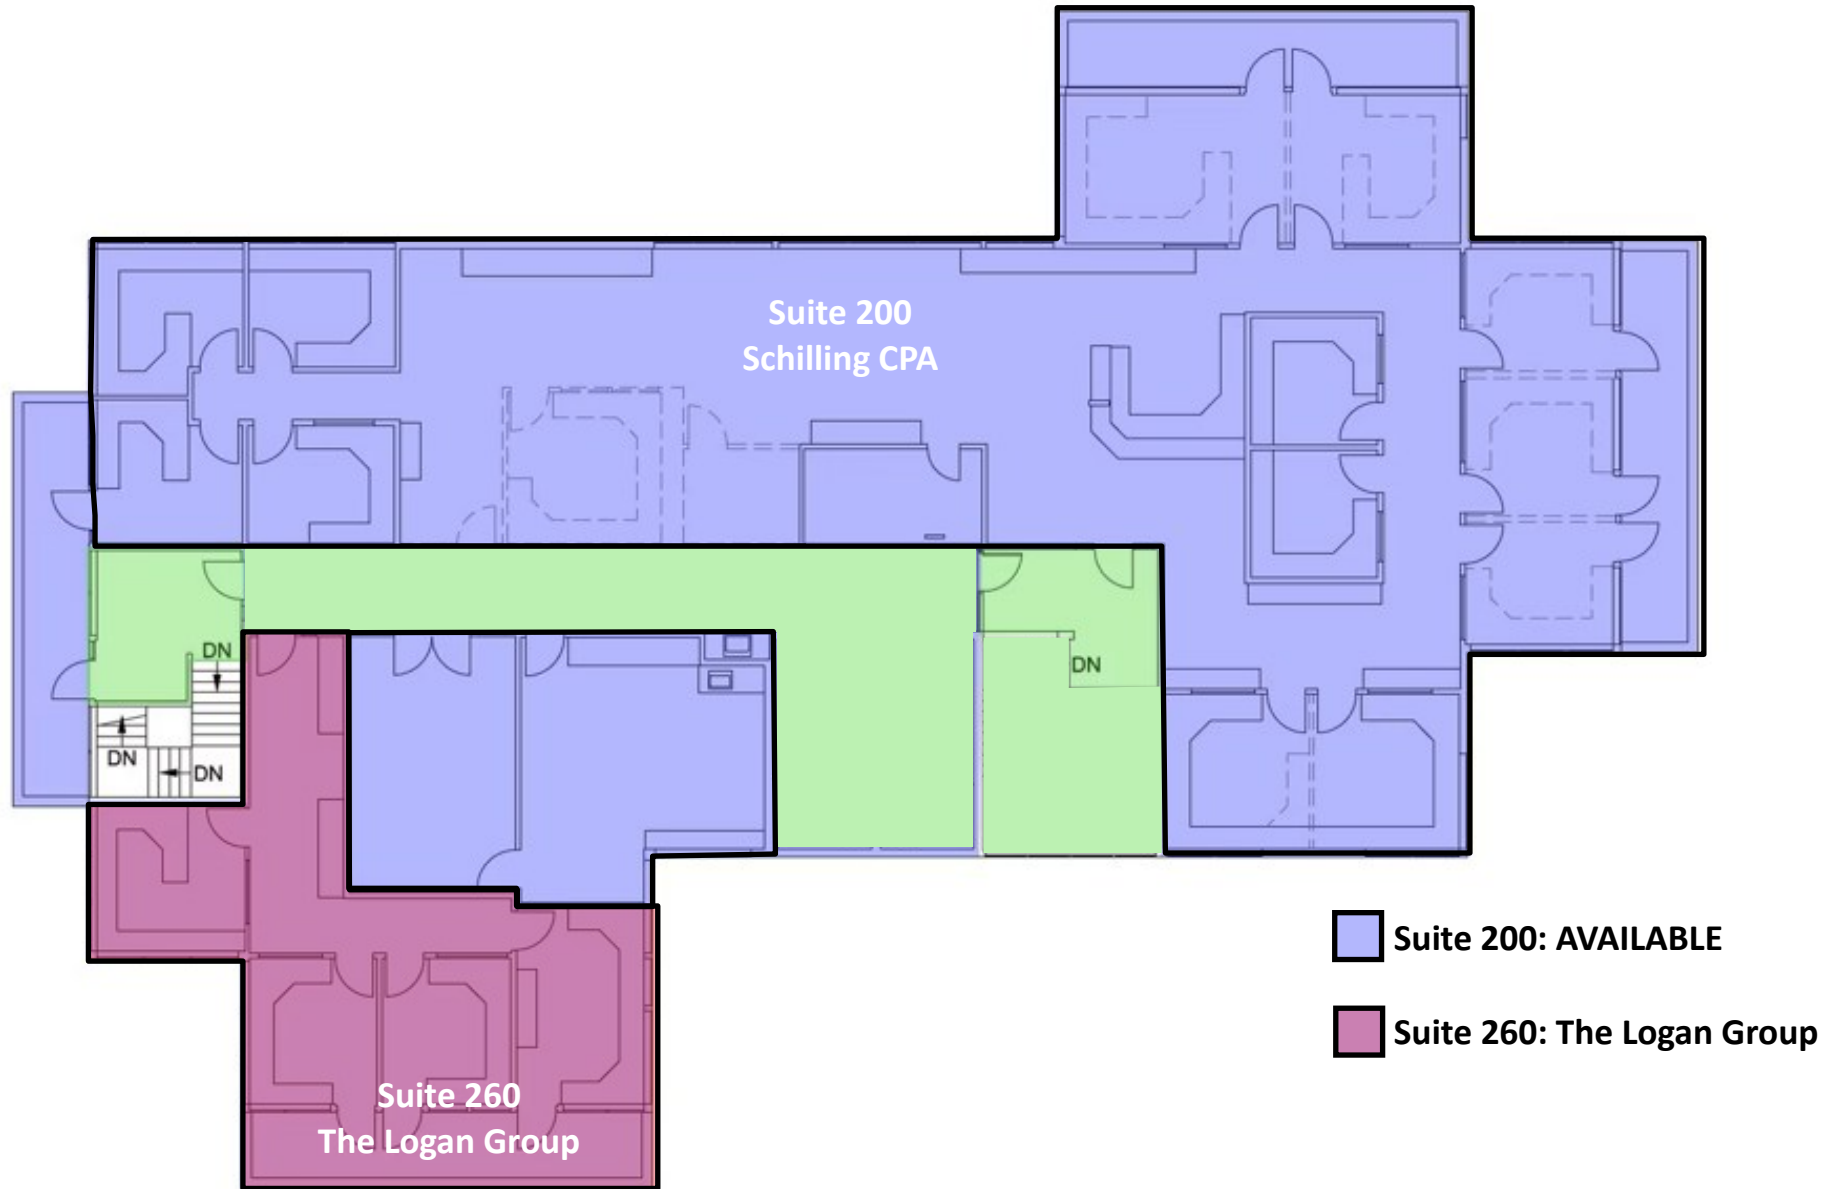 Suite 200
Schilling CPA
DN
DN
DN
DN
Suite 200: AVAILABLE
Suite 260: The Logan Group
Suite 260
The Logan Group